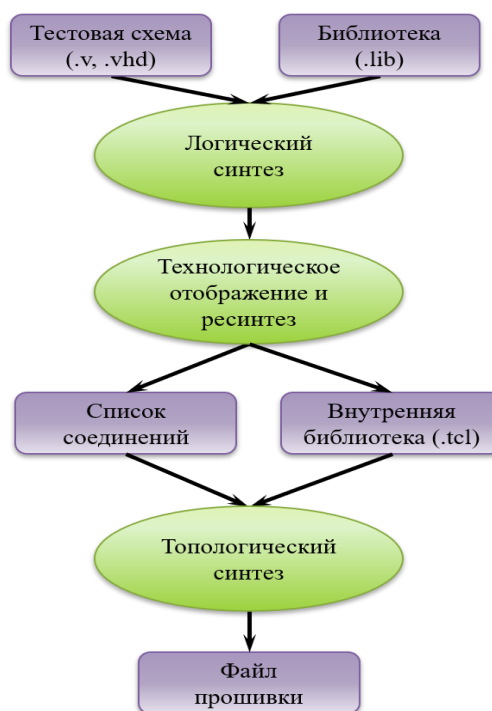 Тестовая схема
(.v, .vhd)
Библиотека
(.lib)
Логический
синтез
Технологическое
отображение и
ресинтез
Список
соединений
Внутренняя
библиотека (.tcl)
Топологический
синтез
Файл
прошивки